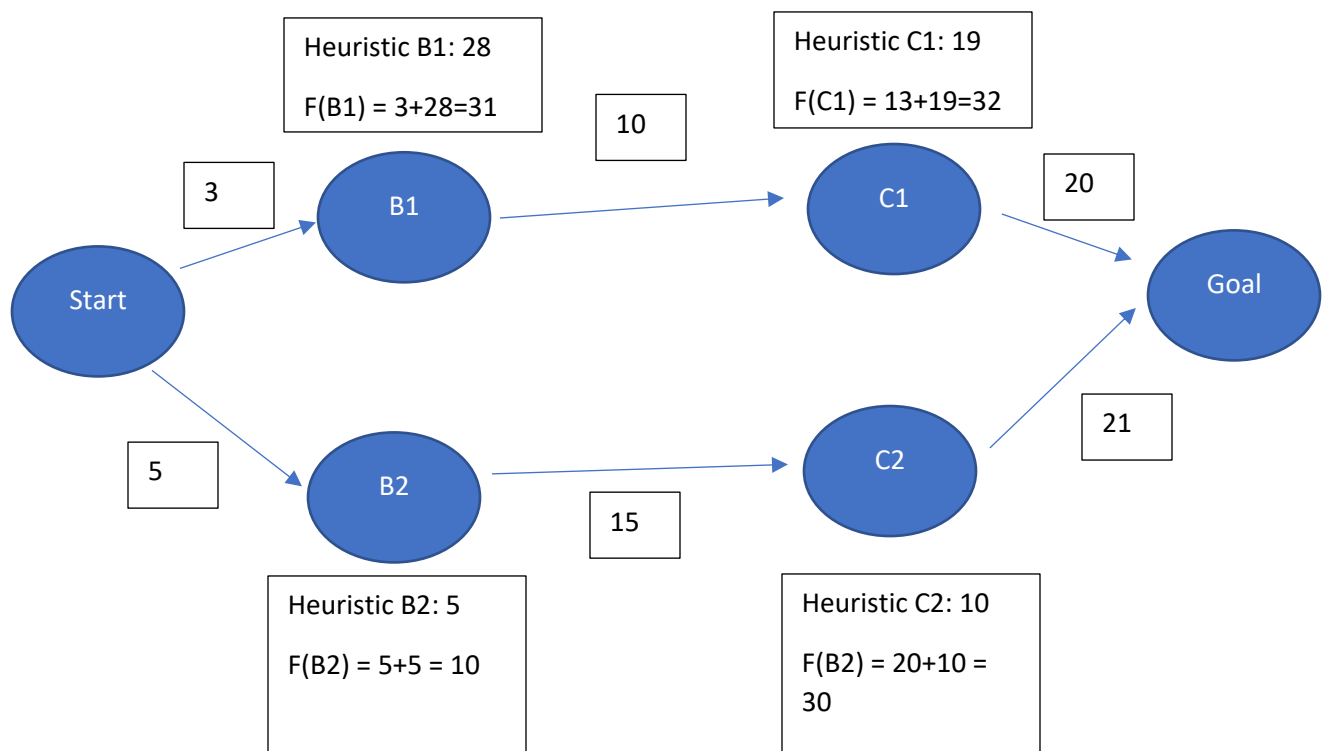 Heuristic B1: 28
F(B1) = 3+28=31
Heuristic C1: 19
F(C1) = 13+19=32
10
3
20
B1
C1
Start
Goal
5
B2
15
C2
21
Heuristic B2: 5
F(B2) = 5+5 = 10
Heuristic C2: 10
F(B2) = 20+10 =
30